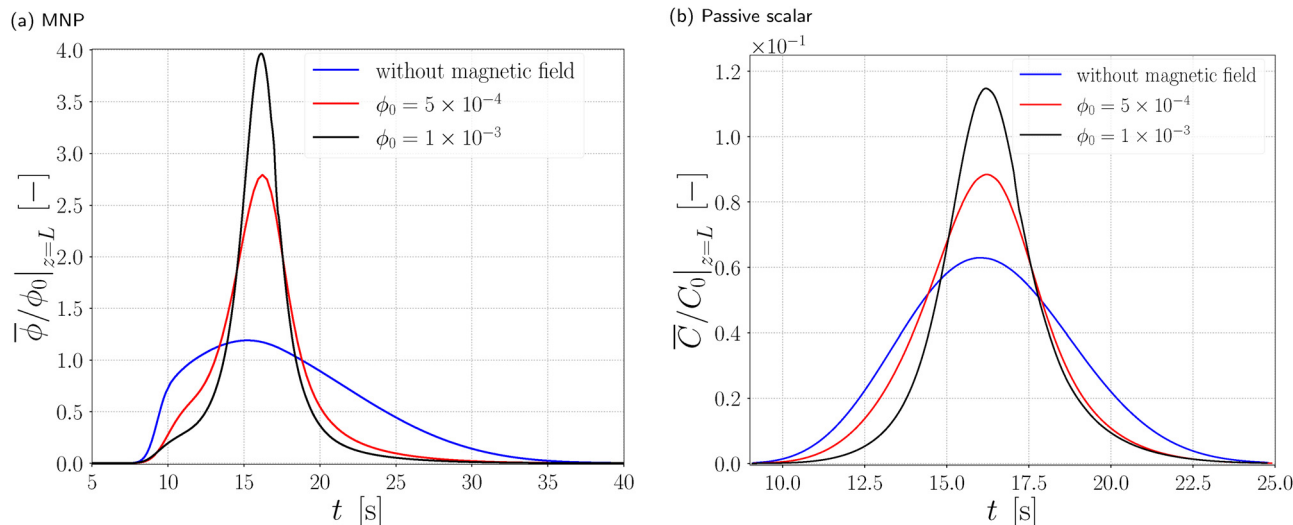 (a) MNP
4.0
3.5
3.0
2.5
2.0
1.5
1.0
0.5
0.0
5 10 15 20 25 30 35 40
t [s]
φ̅/φ₀|z=L [−]
without magnetic field
ϕ₀ = 5 × 10⁻⁴
ϕ₀ = 1 × 10⁻³
(b) Passive scalar
×10⁻¹
1.2
1.0
0.8
0.6
0.4
0.2
0.0
10.0 12.5 15.0 17.5 20.0 22.5 25.0
t [s]
C̅/C₀|z=L [−]
without magnetic field
ϕ₀ = 5 × 10⁻⁴
ϕ₀ = 1 × 10⁻³